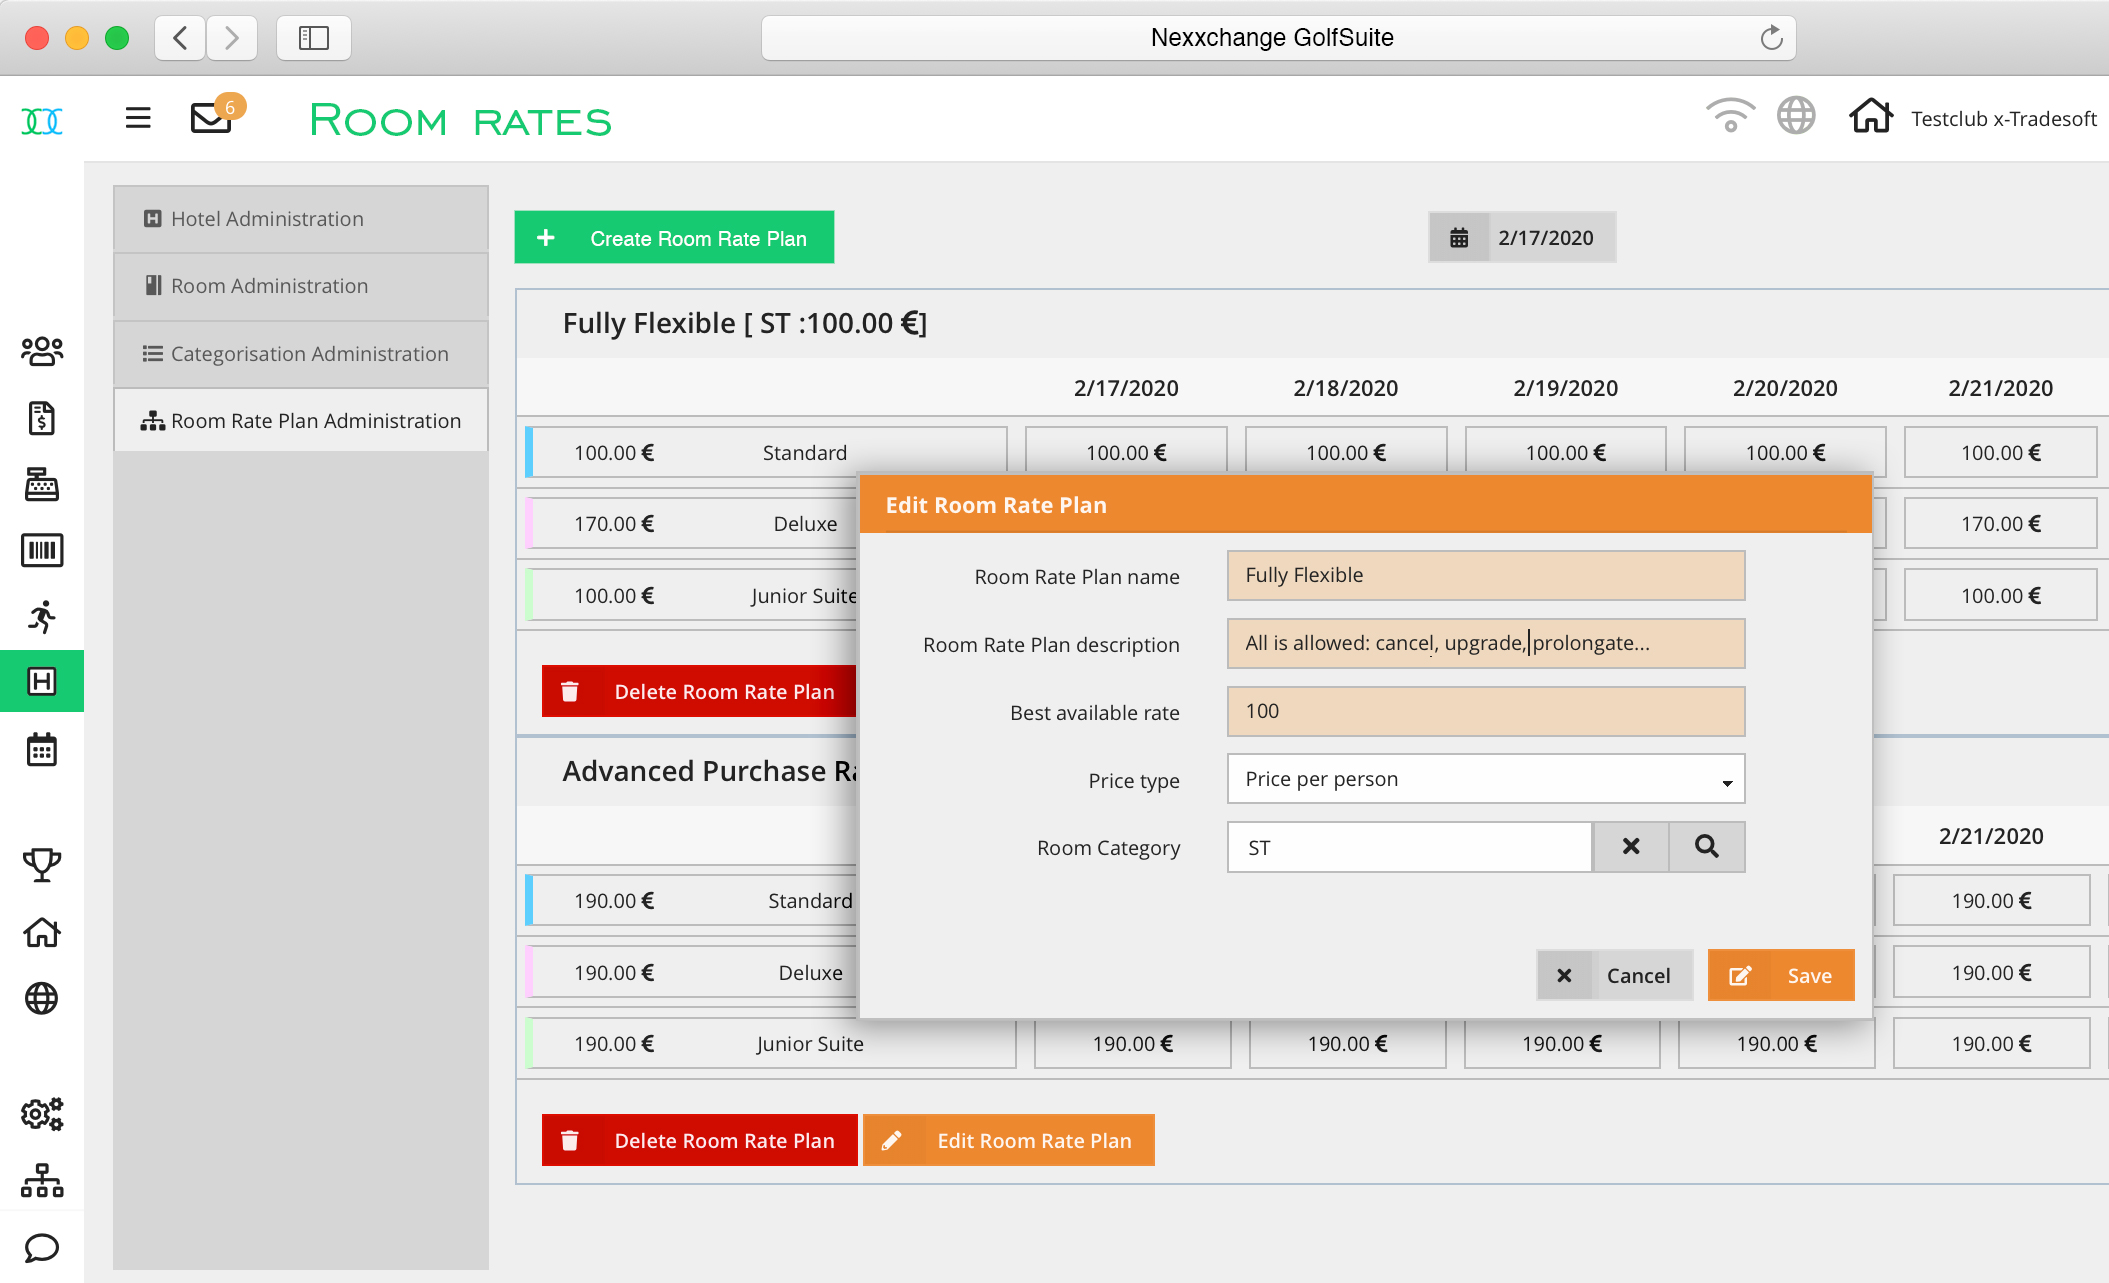 Nexxchange GolfSuite
6
Room rates
Testclub x-Tradesoft
Hotel Administration
Room Administration
Categorisation Administration
Room Rate Plan Administration
Create Room Rate Plan
2/17/2020
Fully Flexible [ ST :100.00 €]
2/17/2020 2/18/2020 2/19/2020 2/20/2020 2/21/2020
100.00 € Standard 100.00 € 100.00 € 100.00 € 100.00 € 100.00 €
170.00 € Deluxe 170.00 €
100.00 € Junior Suite 100.00 €
Delete Room Rate Plan
Edit Room Rate Plan
Room Rate Plan name Fully Flexible
Room Rate Plan description All is allowed: cancel, upgrade, prolongate...
Best available rate 100
Price type Price per person
Room Category ST
Cancel Save
Advanced Purchase
2/21/2020
190.00 € Standard 190.00 €
190.00 € Deluxe 190.00 €
190.00 € Junior Suite 190.00 € 190.00 € 190.00 € 190.00 € 190.00 €
Delete Room Rate Plan Edit Room Rate Plan